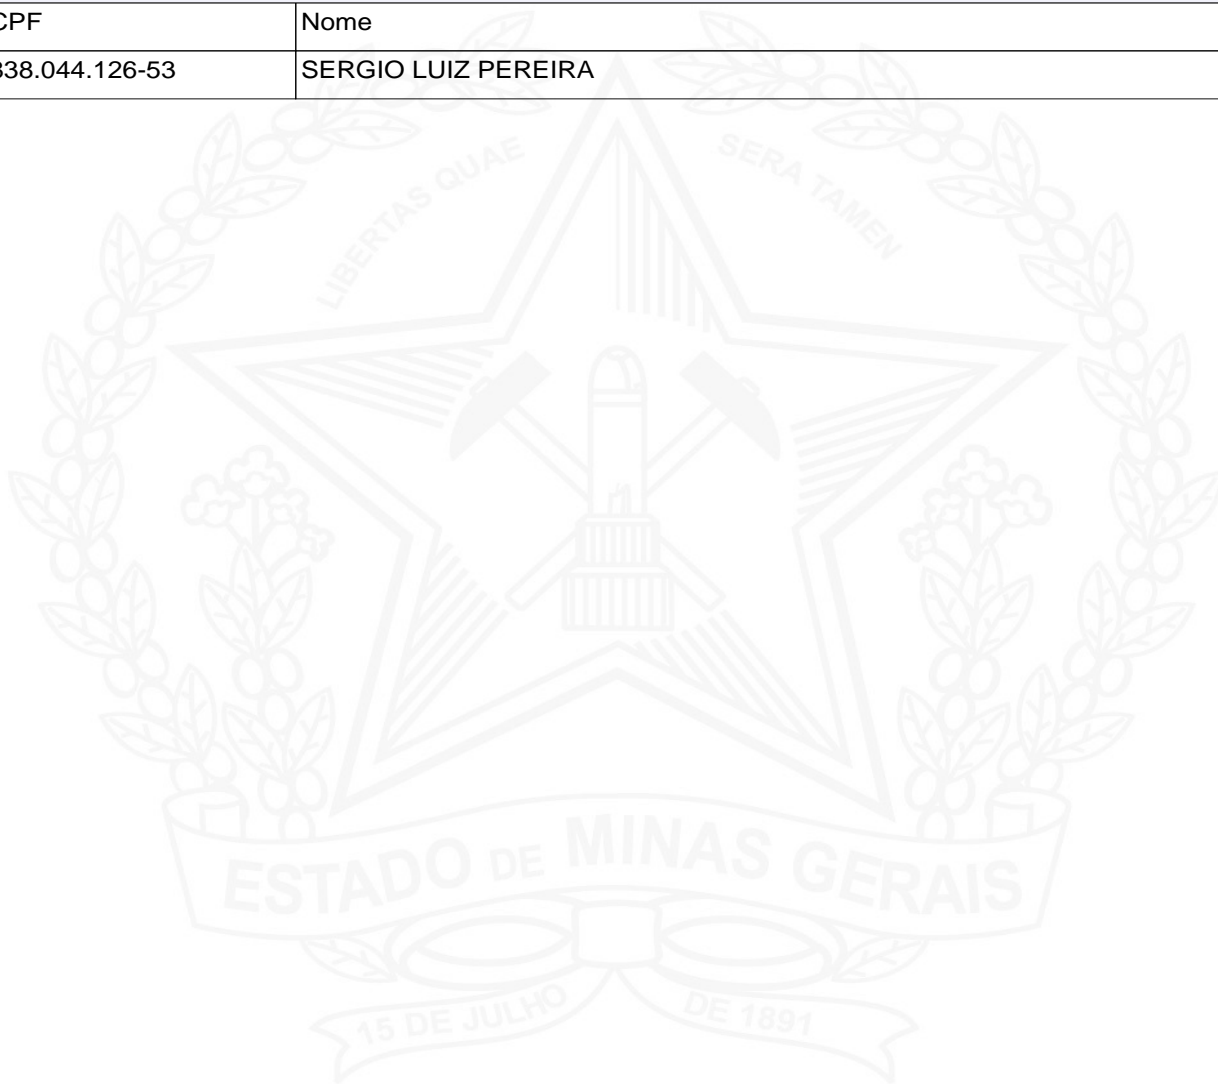 CPF Nome
838.044.126-53 SERGIO LUIZ PEREIRA
LIBERTAS QUAE SERA TAMEN
ESTADO DE MINAS GERAIS
15 DE JULHO DE 1891